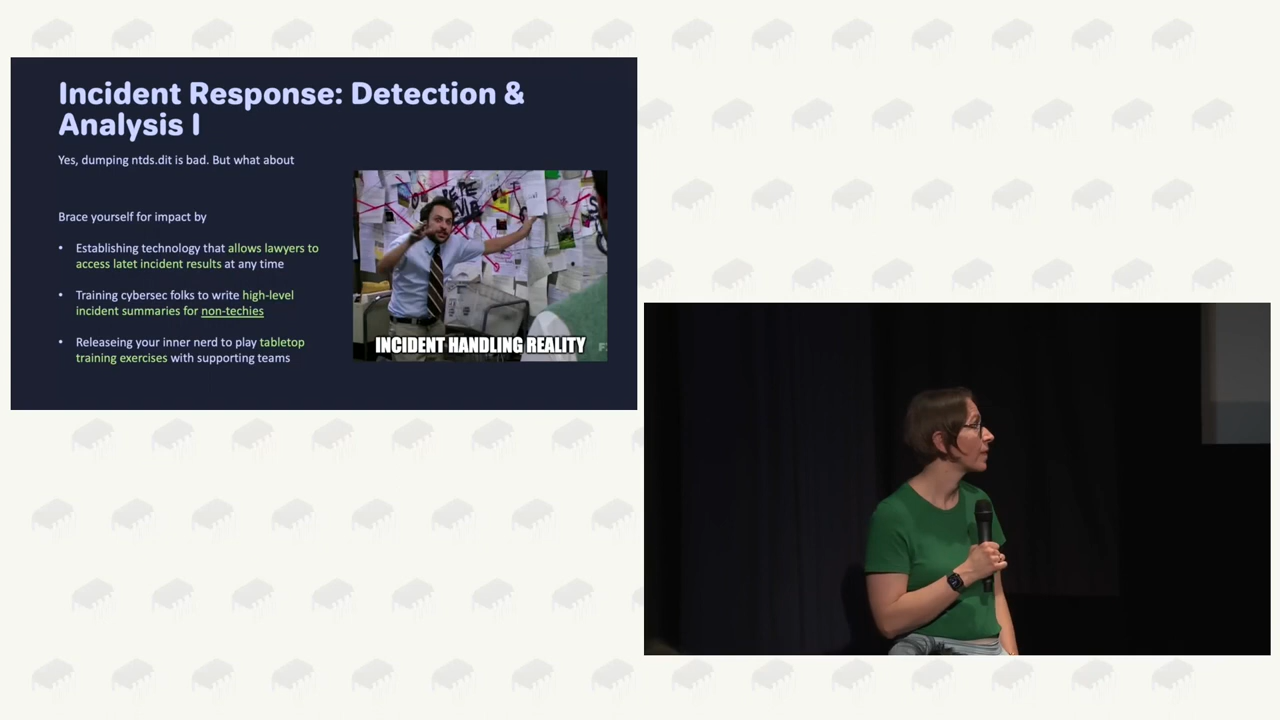 Incident Response: Detection &
Analysis I
Yes, dumping ntds.dit is bad. But what about
Brace yourself for impact by
• Establishing technology that allows lawyers to
access latet incident results at any time
• Training cybersec folks to write high-level
incident summaries for non-techies
• Releaseing your inner nerd to play tabletop
training exercises with supporting teams
INCIDENT HANDLING REALITY